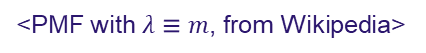 <PMF with λ ≡ m, from Wikipedia>